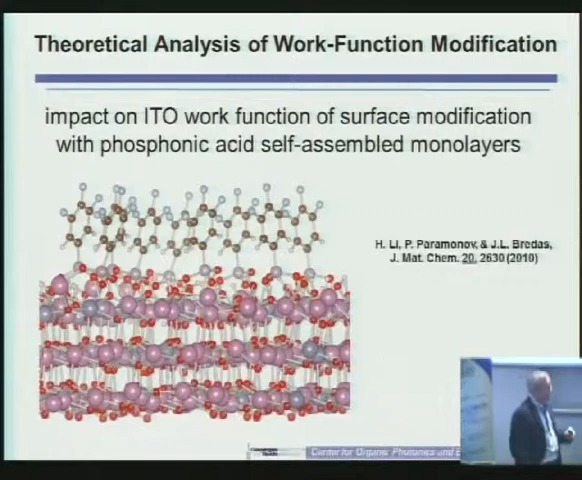 Theoretical Analysis of Work-Function Modification
impact on ITO work function of surface modification
with phosphonic acid self-assembled monolayers
H. Li, P. Paramonov, & J.L. Bredas,
J. Mat. Chem. 20, 2630 (2010)
Center for Organic Photonics and E